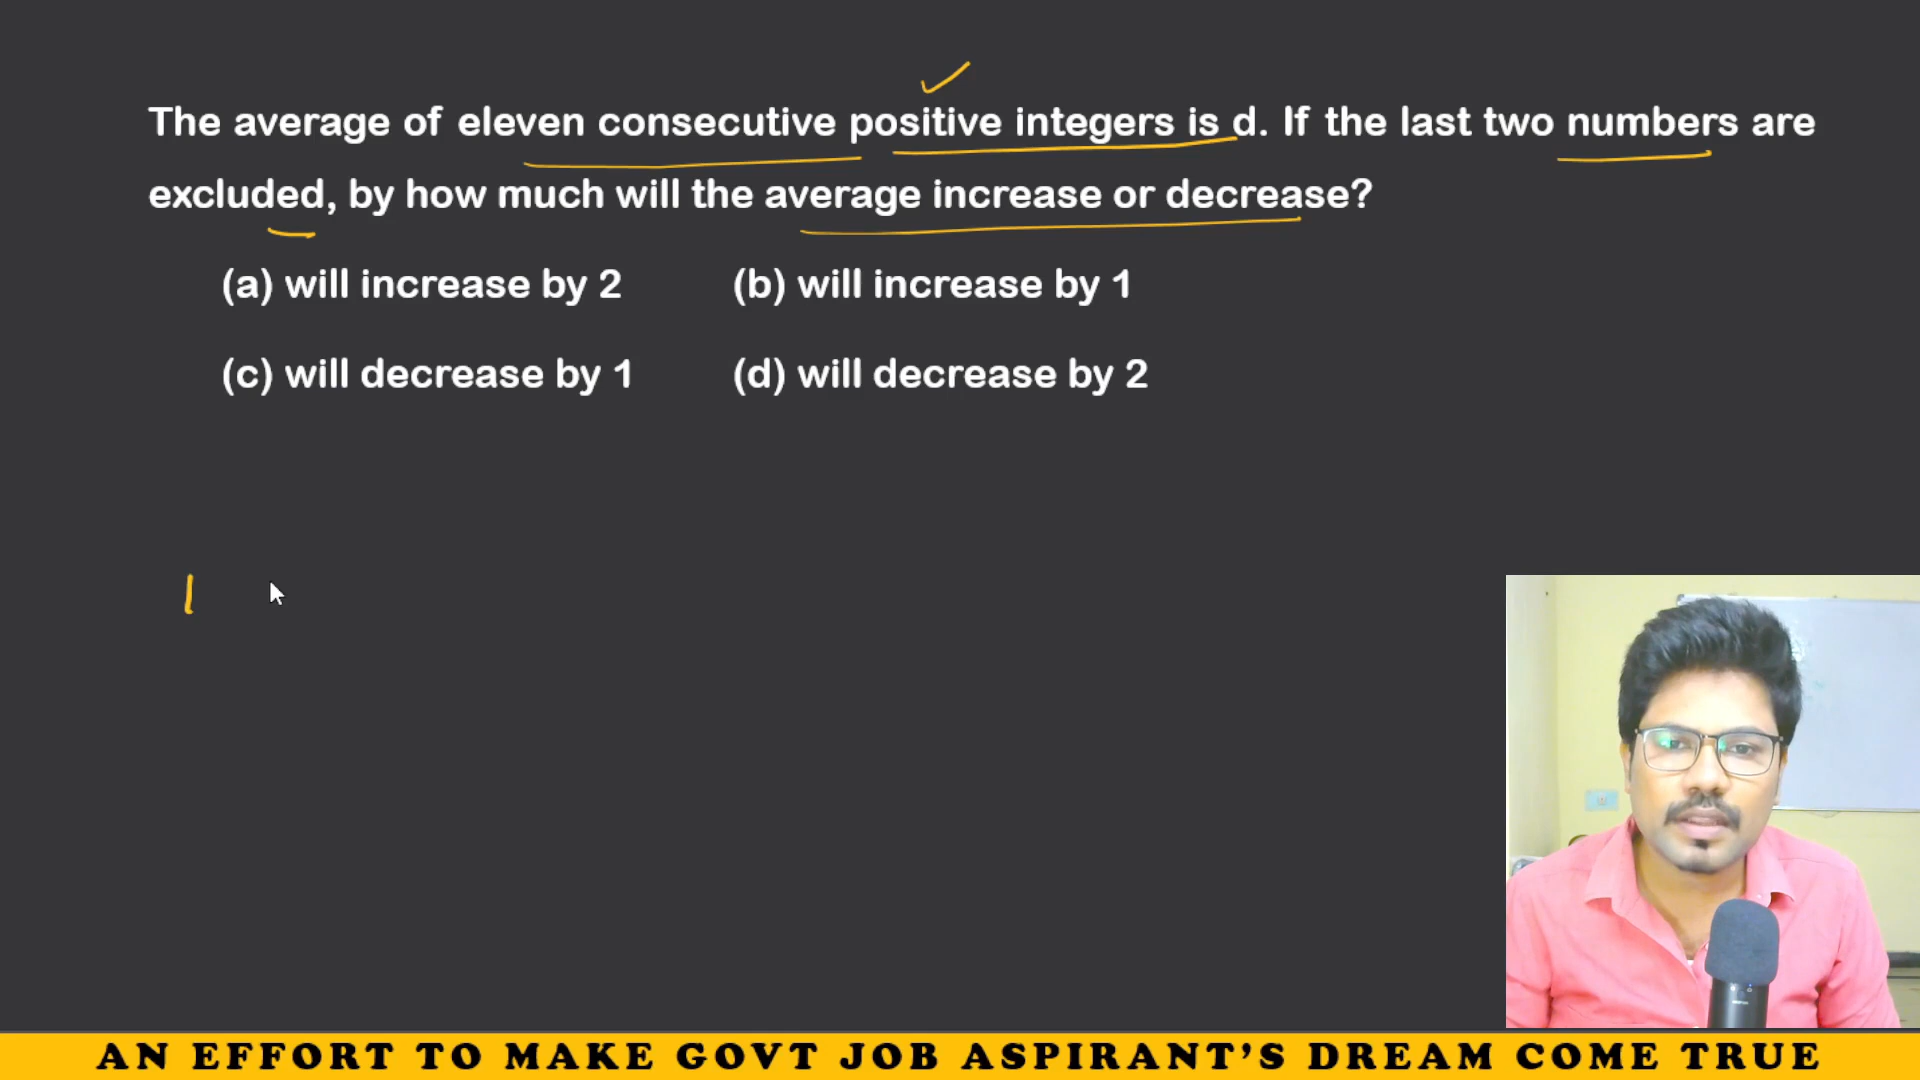 The average of eleven consecutive positive integers is d. If the last two numbers are
excluded, by how much will the average increase or decrease?
(a) will increase by 2 (b) will increase by 1
(c) will decrease by 1 (d) will decrease by 2
1
AN EFFORT TO MAKE GOVT JOB ASPIRANT'S DREAM COME TRUE